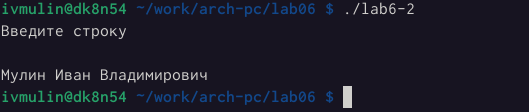 ivmulin@dk8n54 ~/work/arch-pc/lab06 $ ./lab6-2
Введите строку
Мулин Иван Владимирович
ivmulin@dk8n54 ~/work/arch-pc/lab06 $